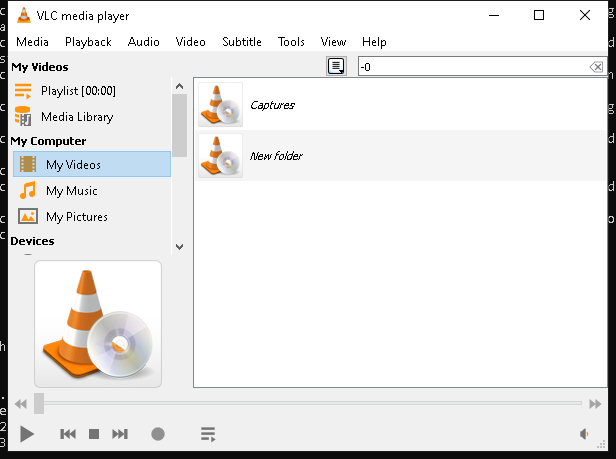 VLC media player
Media Playback Audio Video Subtitle Tools View Help
My Videos
-0
Playlist [00:00]
Media Library
My Computer
My Videos
My Music
My Pictures
Devices
Captures
New folder